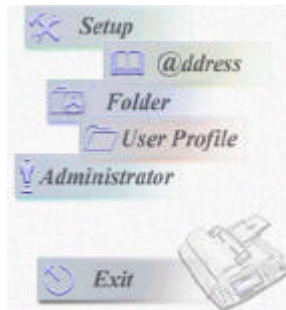 Setup
@ddress
Folder
User Profile
Administrator
Exit